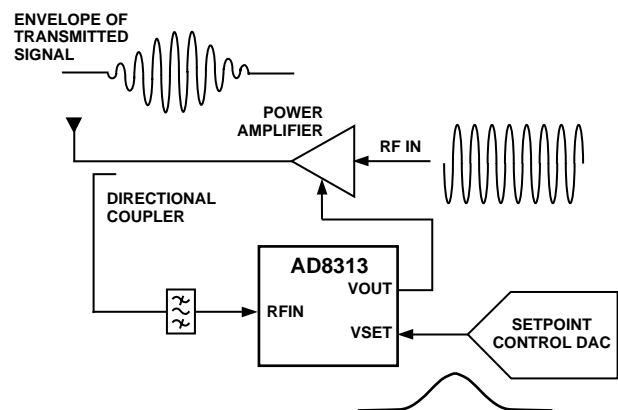 ENVELOPE OF
TRANSMITTED
SIGNAL
POWER
AMPLIFIER
RF IN
DIRECTIONAL
COUPLER
AD8313
VOUT
RFIN
VSET
SETPOINT
CONTROL DAC